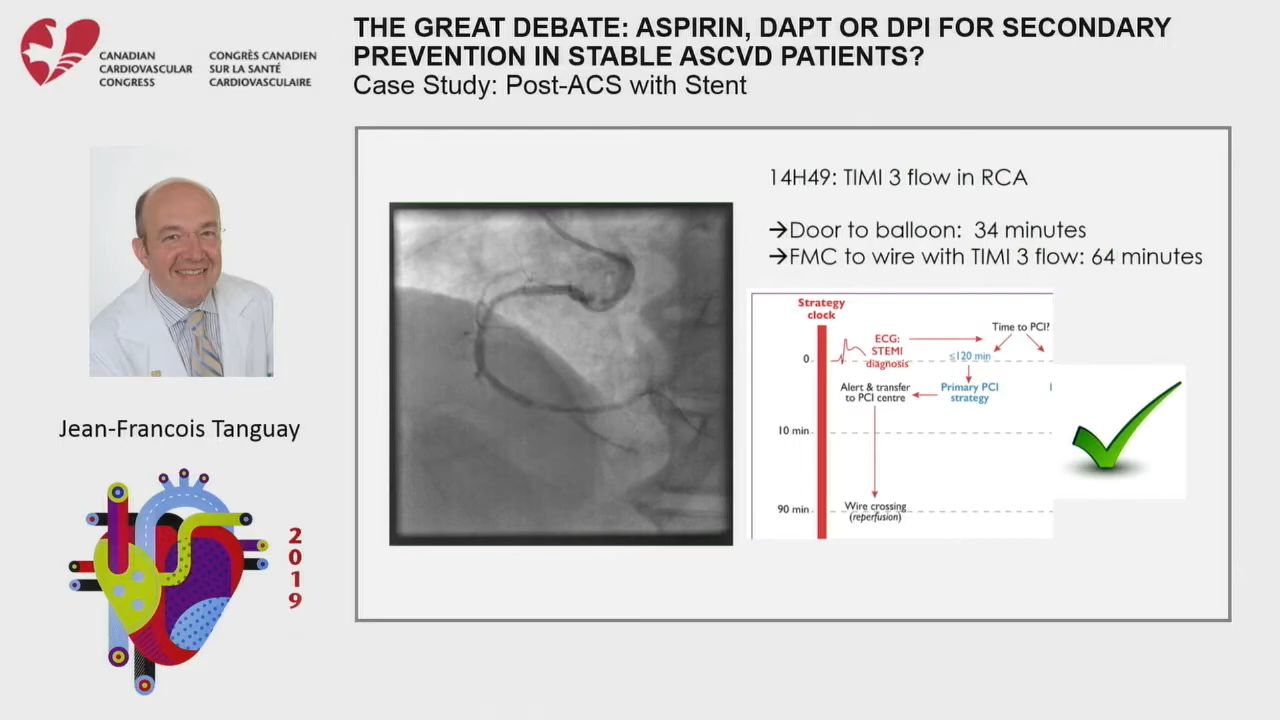 CANADIAN
CARDIOVASCULAR
CONGRESS
CONGRÈS CANADIEN
SUR LA SANTÉ
CARDIOVASCULAIRE
THE GREAT DEBATE: ASPIRIN, DAPT OR DPI FOR SECONDARY
PREVENTION IN STABLE ASCVD PATIENTS?
Case Study: Post-ACS with Stent
Jean-Francois Tanguay
2019
14H49: TIMI 3 flow in RCA
→Door to balloon: 34 minutes
→FMC to wire with TIMI 3 flow: 64 minutes
Strategy
clock
Time to PCI?
ECG:
STEMI
diagnosis
0
≤120 min
Alert & transfer
to PCI centre
Primary PCI
strategy
10 min
90 min
Wire crossing
(reperfusion)